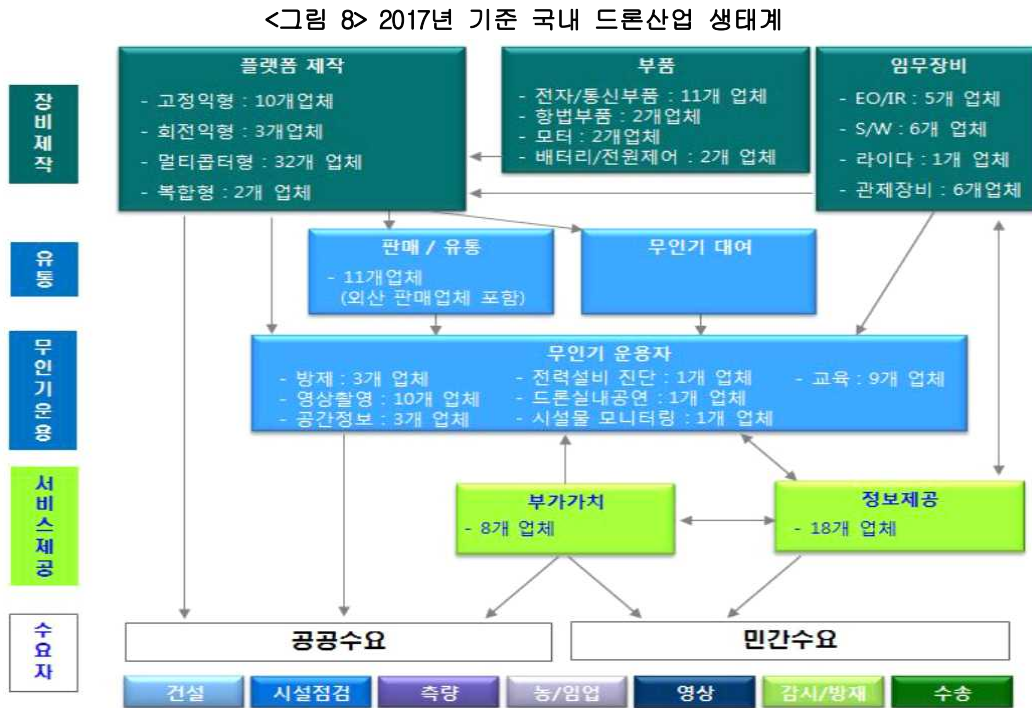 <그림 8> 2017년 기준 국내 드론산업 생태계
장비제작
플랫폼 제작
- 고정익형 : 10개업체
- 회전익형 : 3개업체
- 멀티콥터형 : 32개 업체
- 복합형 : 2개 업체
부품
- 전자/통신부품 : 11개 업체
- 항법부품 : 2개업체
- 모터 : 2개업체
- 배터리/전원제어 : 2개 업체
임무장비
- EO/IR : 5개 업체
- S/W : 6개 업체
- 라이다 : 1개 업체
- 관제장비 : 6개업체
유통
판매 / 유통
- 11개업체
(외산 판매업체 포함)
무인기 대여
무인기운용
무인기 운용자
- 방제 : 3개 업체
- 영상촬영 : 10개 업체
- 공간정보 : 3개 업체
- 전력설비 진단 : 1개 업체
- 드론실내공연 : 1개 업체
- 시설물 모니터링 : 1개 업체
- 교육 : 9개 업체
서비스제공
부가가치
- 8개 업체
정보제공
- 18개 업체
수요자
공공수요
민간수요
건설
시설점검
측량
농/임업
영상
감시/방재
수송